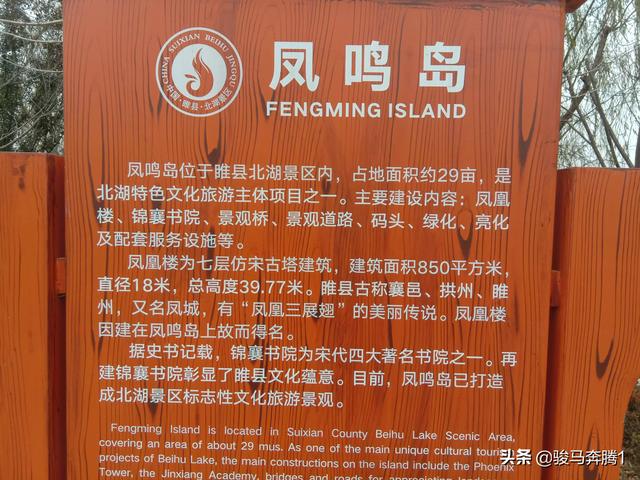 CHINA SUIXIAN BEIHU JINGQU
中国·睢县·北湖景区
凤鸣岛
FENGMING ISLAND
凤鸣岛位于睢县北湖景区内，占地面积约29亩，是
北湖特色文化旅游主体项目之一。主要建设内容：凤凰
楼、锦襄书院、景观桥、景观道路、码头、绿化、亮化
及配套服务设施等。
凤凰楼为七层仿宋古塔建筑，建筑面积850平方米，
直径18米，总高度39.77米。睢县古称襄邑、拱州、睢
州，又名凤城，有“凤凰三展翅”的美丽传说。凤凰楼
因建在凤鸣岛上故而得名。
据史书记载，锦襄书院为宋代四大著名书院之一。再
建锦襄书院彰显了睢县文化蕴意。目前，凤鸣岛已打造
成北湖景区标志性文化旅游景观。
Fengming Island is located in Suixian County Beihu Lake Scenic Area,
covering an area of about 29 mus. As one of the main unique cultural
projects of Beihu Lake, the main constructions on the island include the Phoenix
Tower, the Jinxiang Academy, bridges and roads for appreciating
头条 @骏马奔腾1